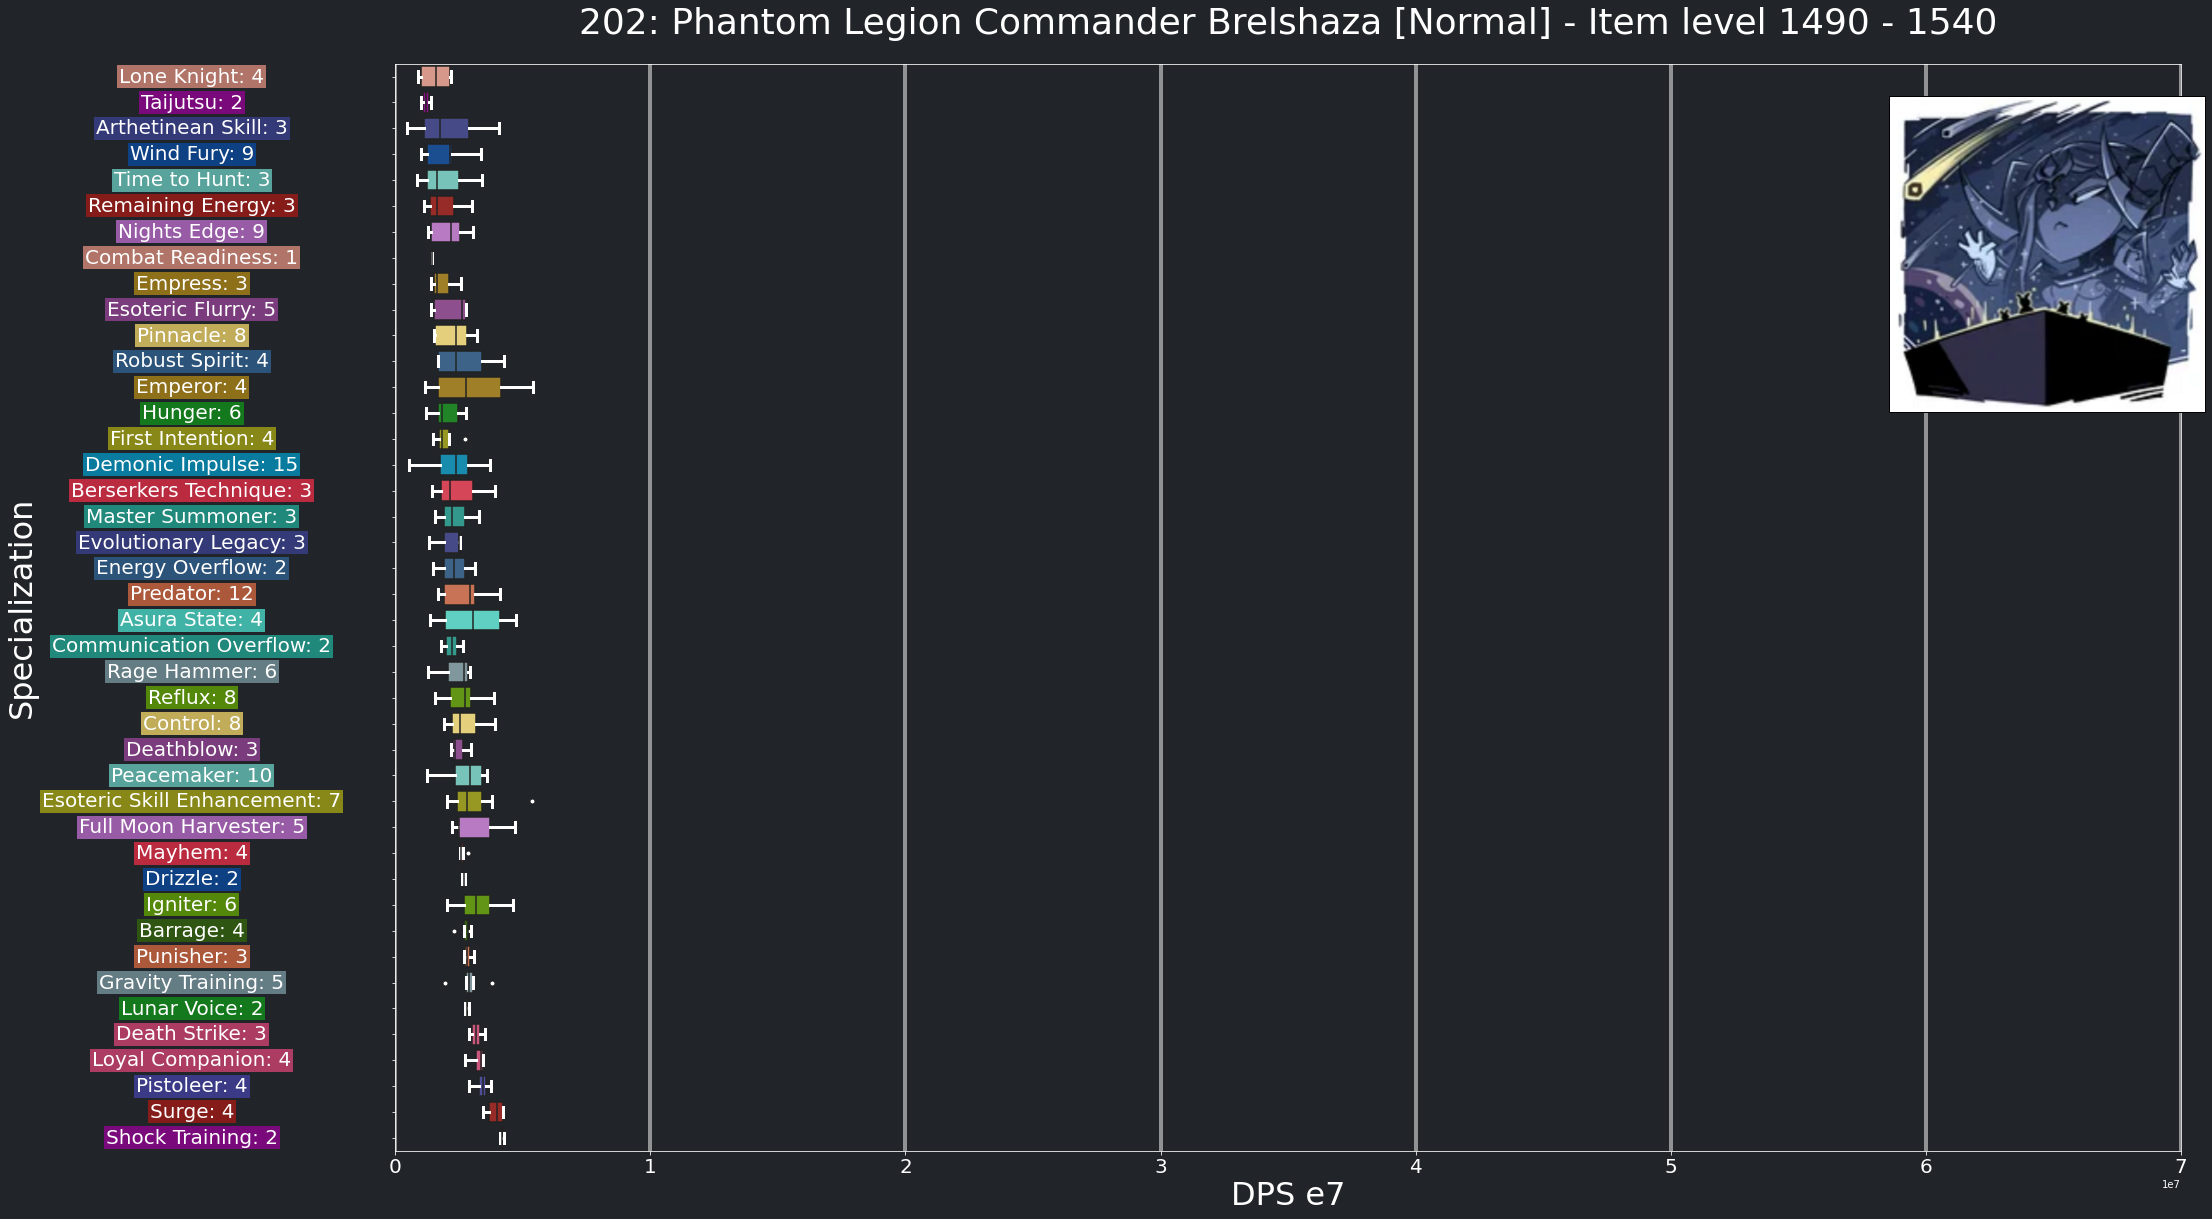 202: Phantom Legion Commander Brelshaza [Normal] - Item level 1490 - 1540
Lone Knight: 4
Taijutsu: 2
Arthetinean Skill: 3
Wind Fury: 9
Time to Hunt: 3
Remaining Energy: 3
Nights Edge: 9
Combat Readiness: 1
Empress: 3
Esoteric Flurry: 5
Pinnacle: 8
Robust Spirit: 4
Emperor: 4
Hunger: 6
First Intention: 4
Demonic Impulse: 15
Berserkers Technique: 3
Master Summoner: 3
Evolutionary Legacy: 3
Energy Overflow: 2
Predator: 12
Asura State: 4
Communication Overflow: 2
Rage Hammer: 6
Reflux: 8
Control: 8
Deathblow: 3
Peacemaker: 10
Esoteric Skill Enhancement: 7
Full Moon Harvester: 5
Mayhem: 4
Drizzle: 2
Igniter: 6
Barrage: 4
Punisher: 3
Gravity Training: 5
Lunar Voice: 2
Death Strike: 3
Loyal Companion: 4
Pistoleer: 4
Surge: 4
Shock Training: 2
Specialization
0 1 2 3 4 5 6 7
1e7
DPS e7